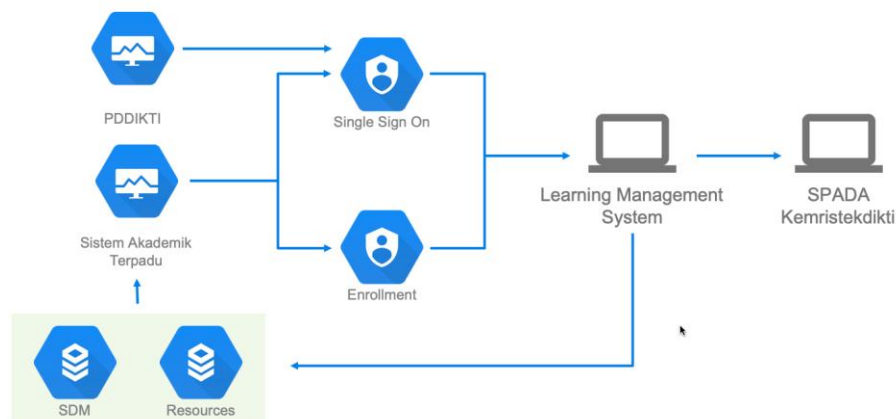 PDDIKTI
Single Sign On
Sistem Akademik
Terpadu
Enrollment
Learning Management
System
SPADA
Kemristekdikti
SDM
Resources